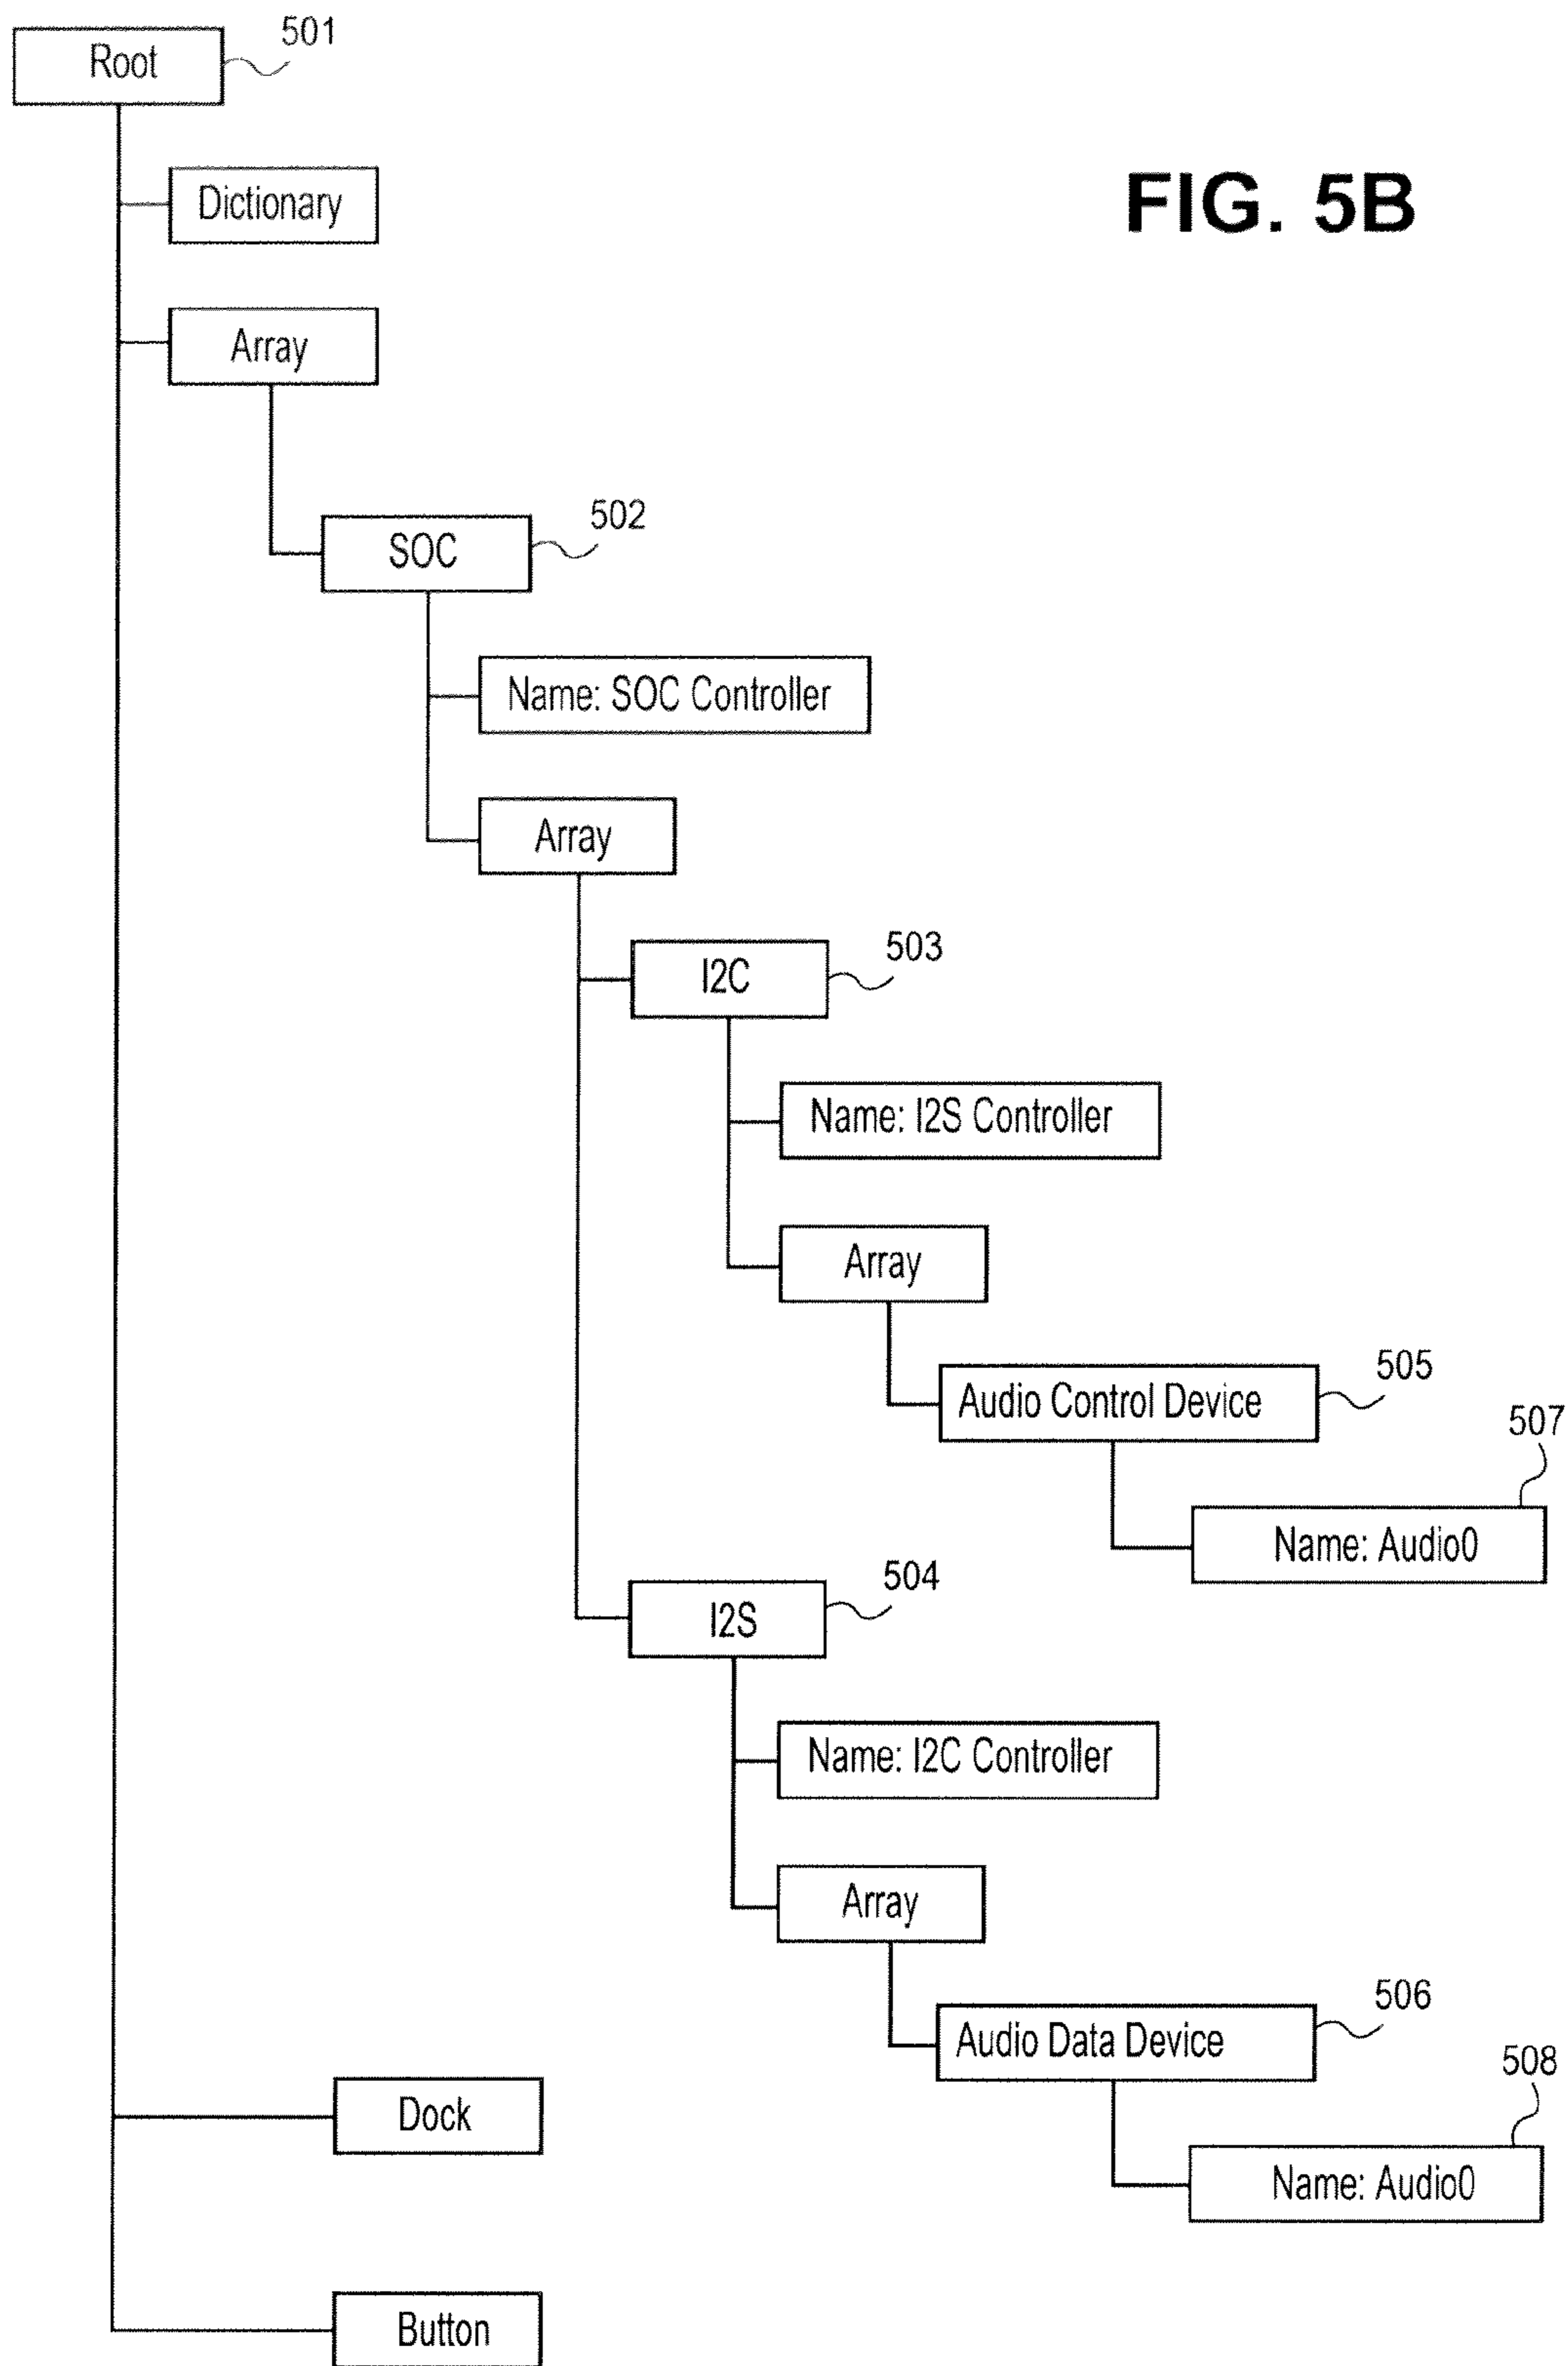 501
Root
FIG. 5B
Dictionary
Array
502
SOC
Name: SOC Controller
Array
503
I2C
Name: I2S Controller
Array
505
Audio Control Device
507
Name: Audio0
504
I2S
Name: I2C Controller
Array
506
Audio Data Device
508
Dock
Name: Audio0
Button